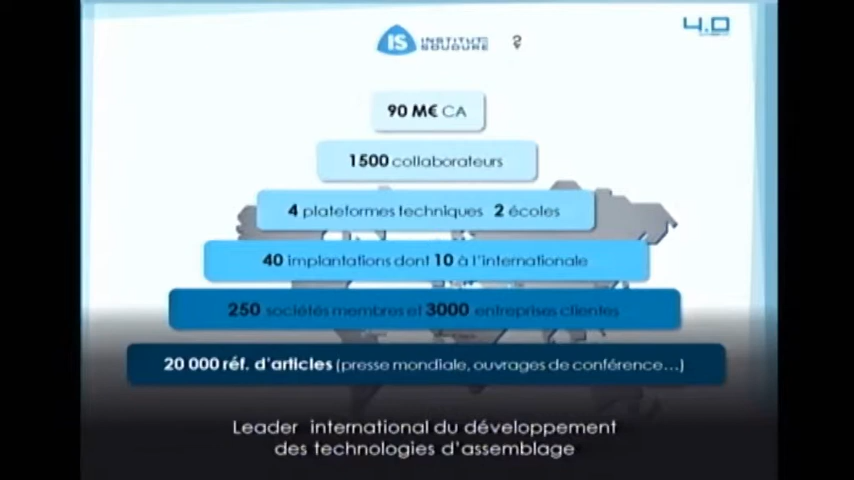 IS INSTITUT DE SOUDURE ?
4.0
90 M€ CA
1500 collaborateurs
4 plateformes techniques 2 écoles
40 implantations dont 10 à l'internationale
250 sociétés membres et 3000 entreprises clientes
20 000 réf. d'articles (presse mondiale, ouvrages de conférence...)
Leader international du développement
des technologies d'assemblage